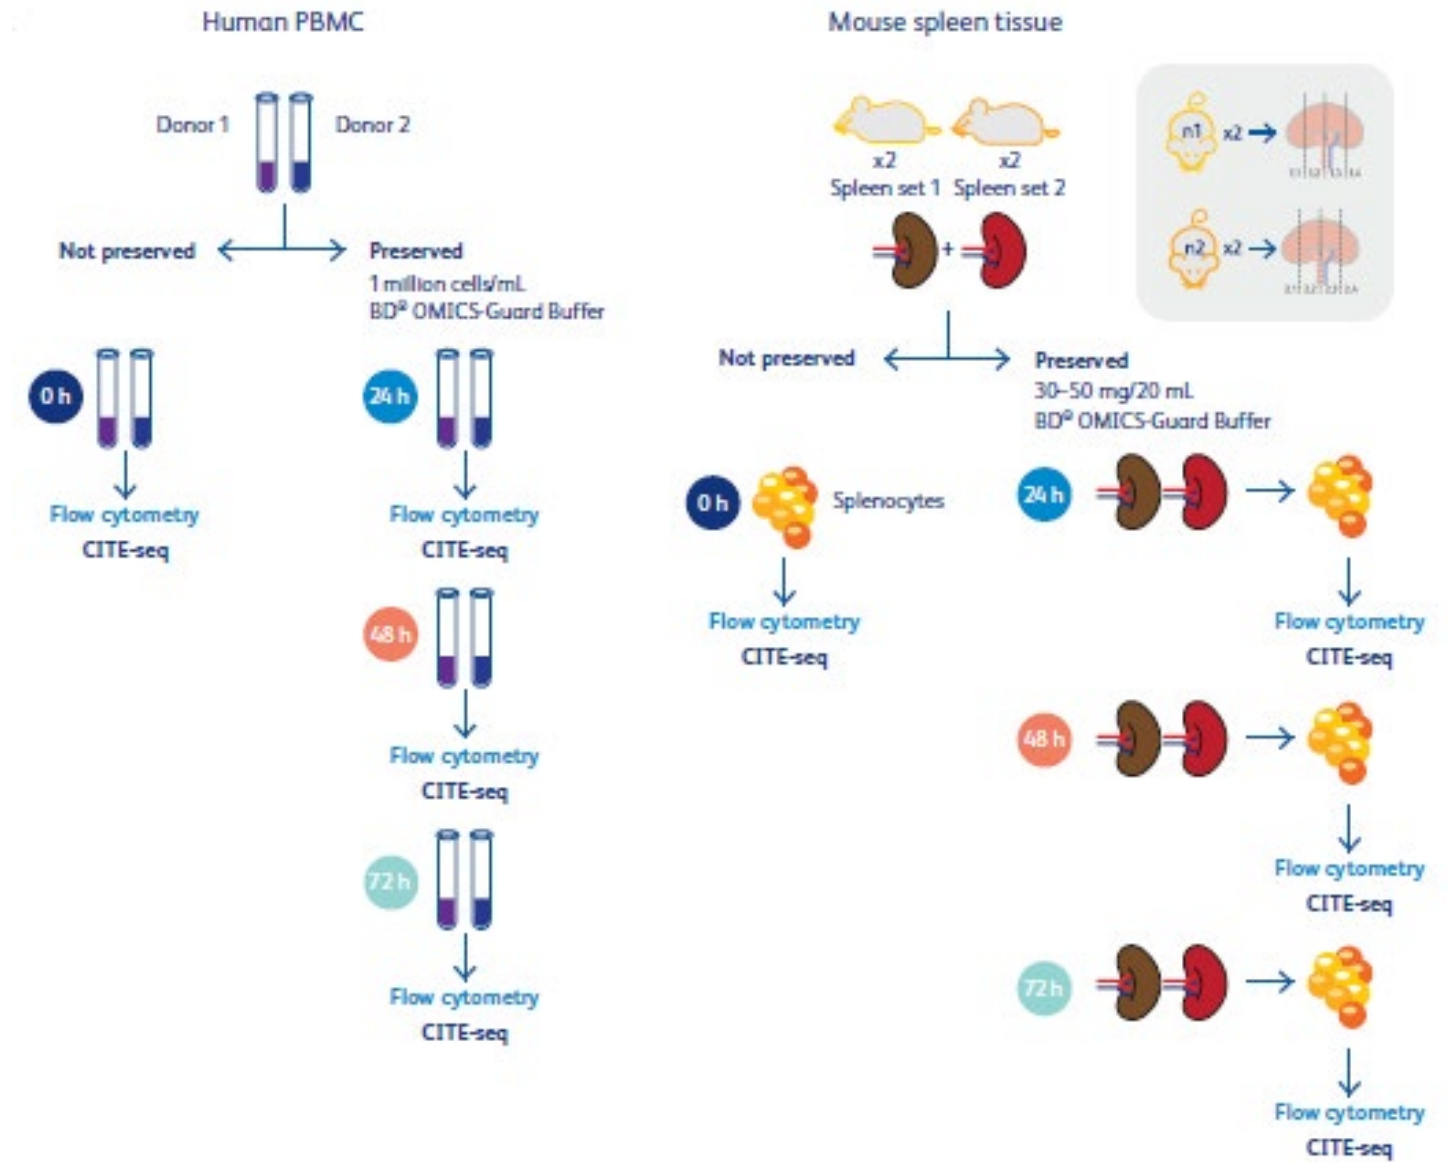 Human PBMC
Donor 1
Donor 2
Not preserved
Preserved
1 million cells/mL
BD® OMICS-Guard Buffer
0 h
24 h
Flow cytometry
CITE-seq
Flow cytometry
CITE-seq
48 h
Flow cytometry
CITE-seq
72 h
Flow cytometry
CITE-seq
Mouse spleen tissue
x2
x2
Spleen set 1
Spleen set 2
+
n1
x2
n2
x2
Not preserved
Preserved
30–50 mg/20 mL
BD® OMICS-Guard Buffer
0 h
Splenocytes
24 h
Flow cytometry
CITE-seq
Flow cytometry
CITE-seq
48 h
Flow cytometry
CITE-seq
72 h
Flow cytometry
CITE-seq